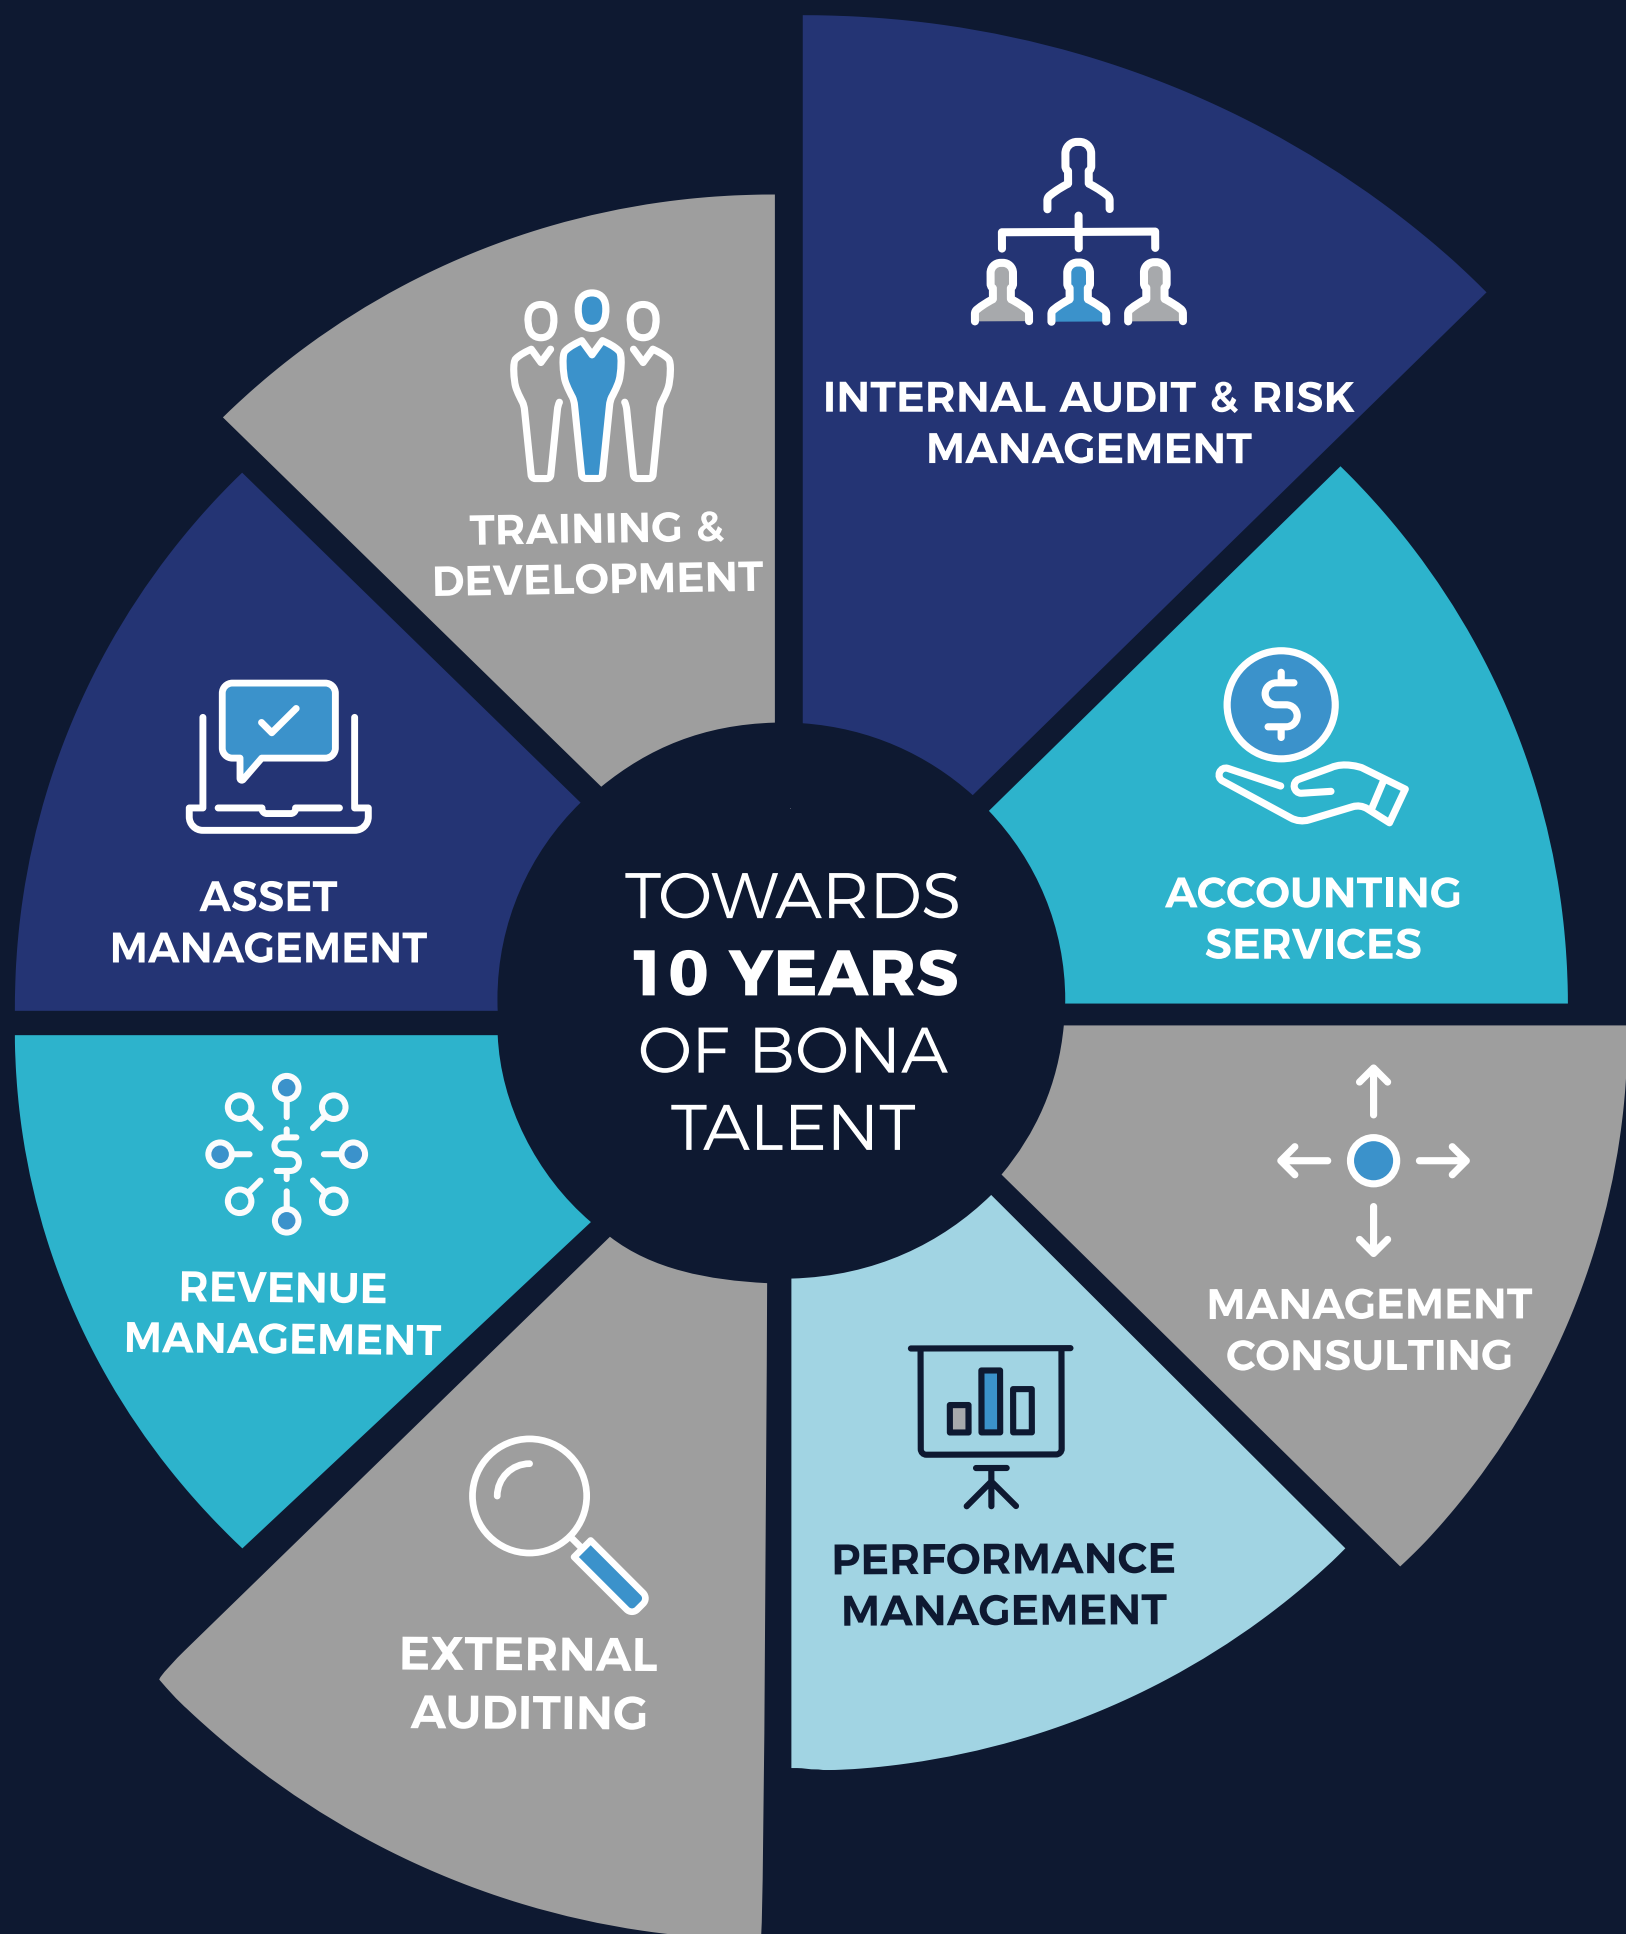 INTERNAL AUDIT & RISK
MANAGEMENT
TRAINING &
DEVELOPMENT
ACCOUNTING
SERVICES
ASSET
MANAGEMENT
TOWARDS
10 YEARS
OF BONA
TALENT
REVENUE
MANAGEMENT
MANAGEMENT
CONSULTING
PERFORMANCE
MANAGEMENT
EXTERNAL
AUDITING